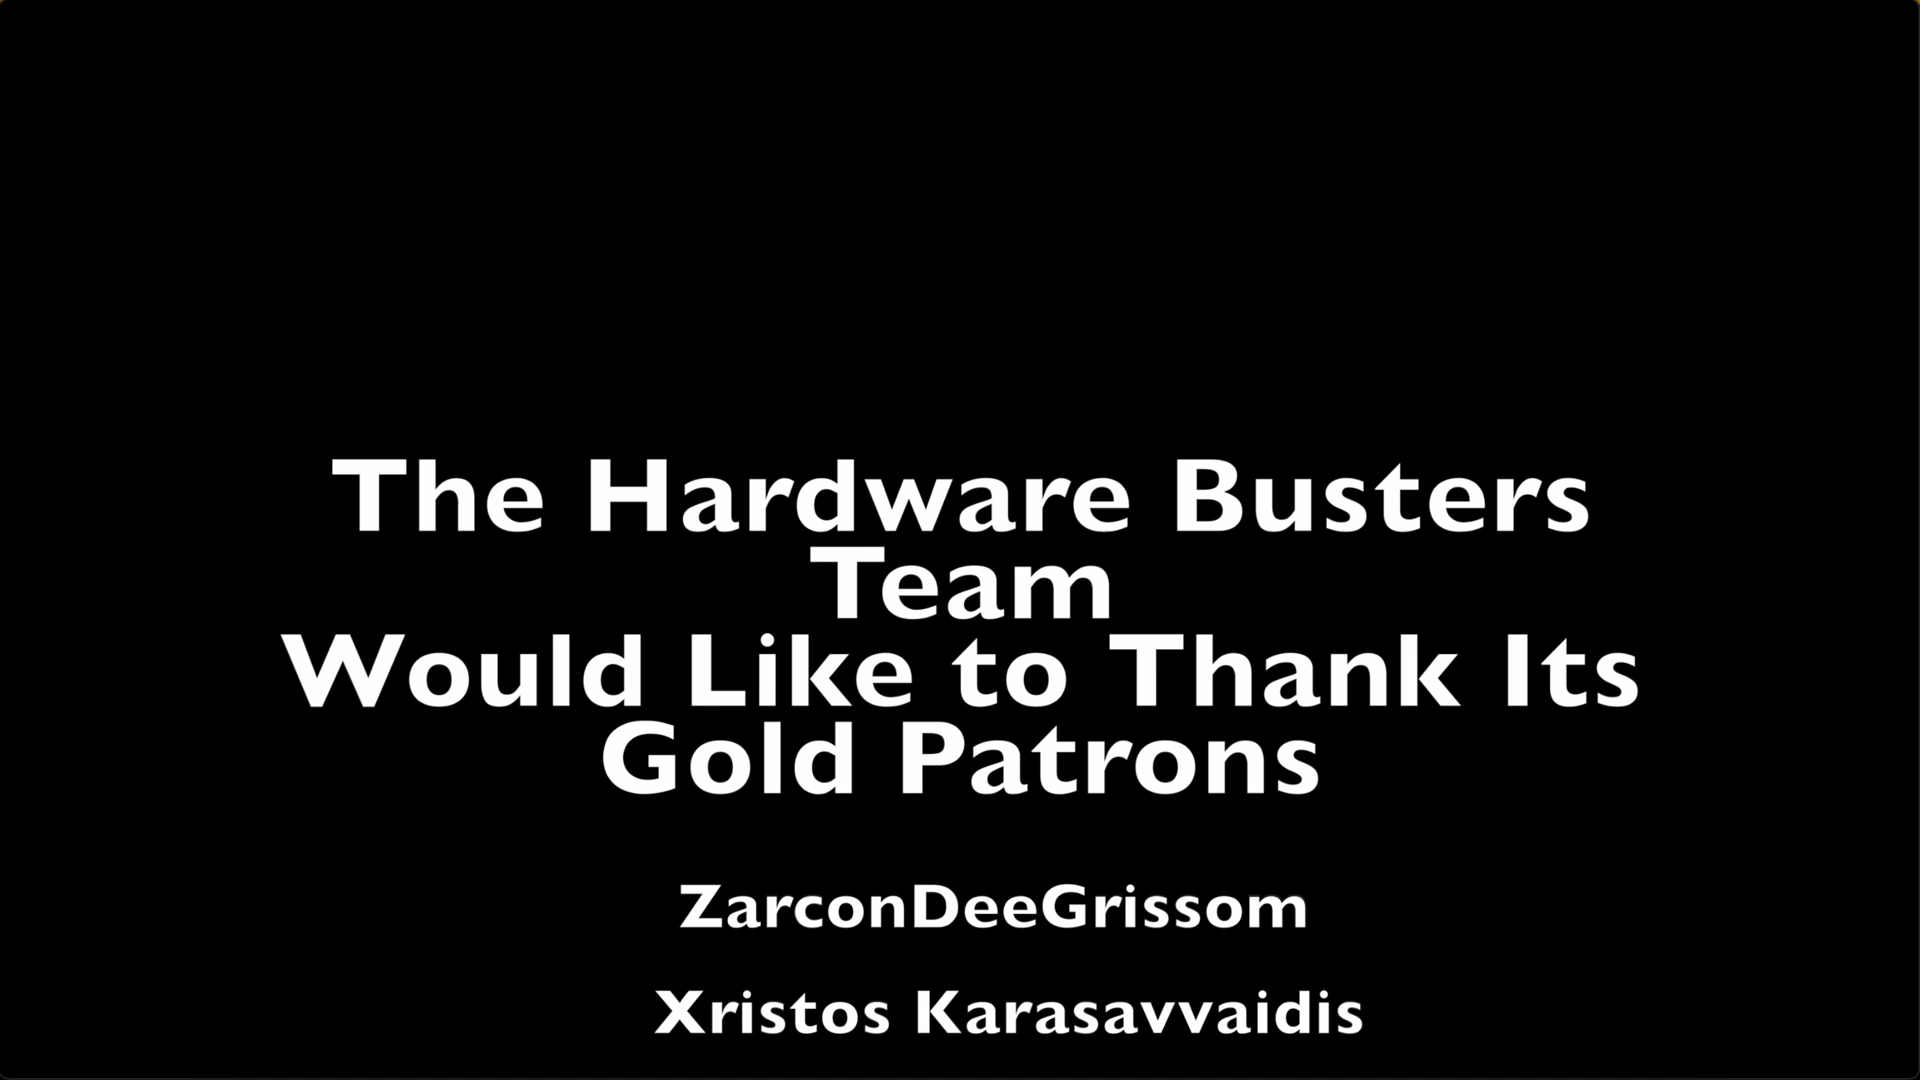 The Hardware Busters
Team
Would Like to Thank Its
Gold Patrons
ZarconDeeGrissom
Xristos Karasavvaidis